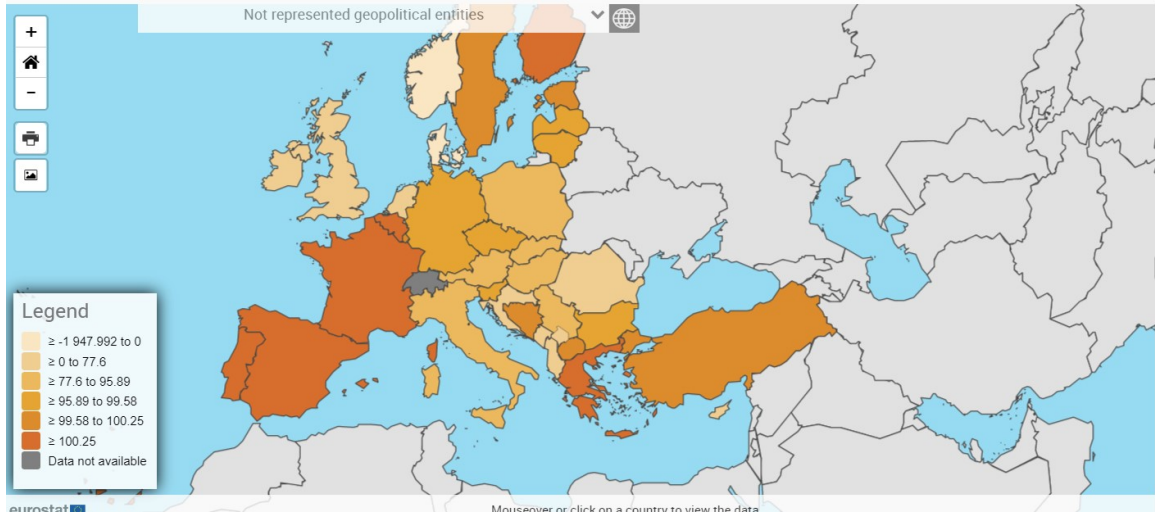 Not represented geopolitical entities
+
−
Legend
≥ -1 947.992 to 0
≥ 0 to 77.6
≥ 77.6 to 95.89
≥ 95.89 to 99.58
≥ 99.58 to 100.25
≥ 100.25
Data not available
eurostat
Mouseover or click on a country to view the data